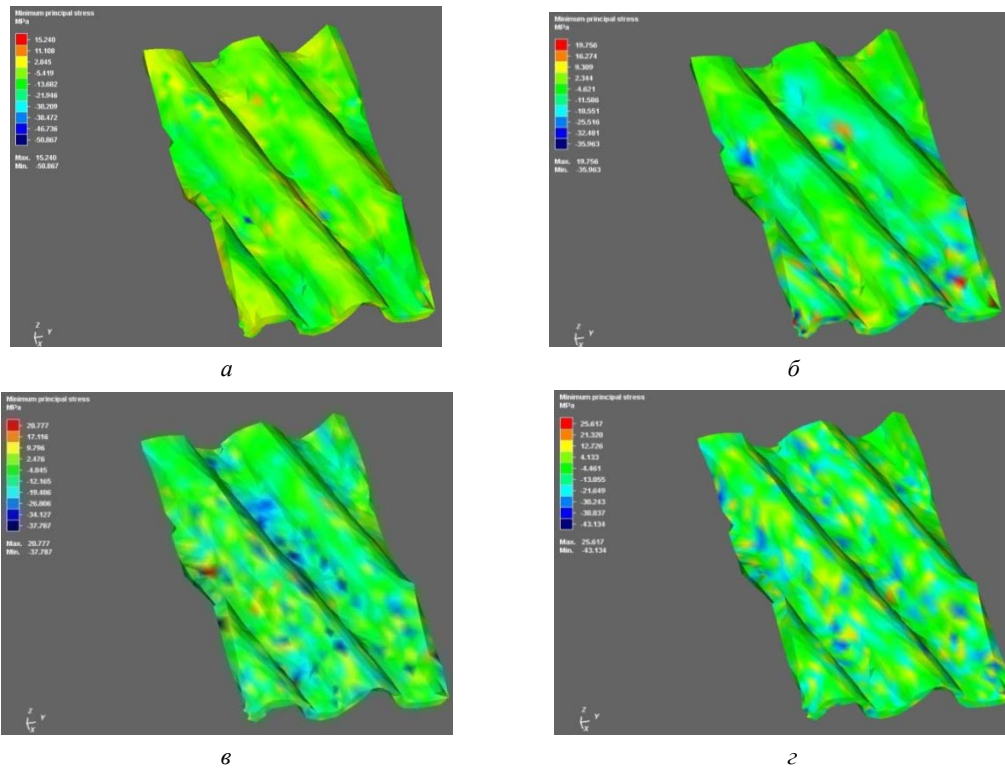 Minimum principal stress
MPa
15.240
11.108
2.845
-5.419
-13.682
-21.946
-30.209
-38.472
-46.736
-50.867
Max. 15.240
Min. -50.867
Z
Y
X
а
Minimum principal stress
MPa
19.756
16.274
9.309
2.344
-4.621
-11.586
-18.551
-25.516
-32.481
-35.963
Max. 19.756
Min. -35.963
Z
Y
X
б
Minimum principal stress
MPa
20.777
17.116
9.796
2.476
-4.845
-12.165
-19.486
-26.806
-34.127
-37.787
Max. 20.777
Min. -37.787
Z
Y
X
в
Minimum principal stress
MPa
25.617
21.320
12.726
4.133
-4.461
-13.055
-21.649
-30.243
-38.837
-43.134
Max. 25.617
Min. -43.134
Z
Y
X
г